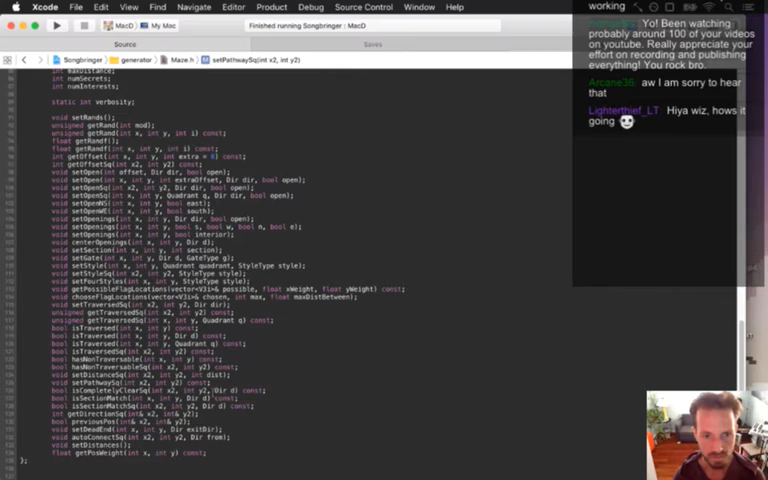 Xcode File Edit View Find Navigate Editor Product Debug Source Control Window Help
working
MacD My Mac
Finished running Songbringer : MacD
Source
Saves
Songbringer generator Maze.h setPathwaySq(int x2, int y2)
Yo! Been watching
probably around 100 of your videos
on youtube. Really appreciate your
effort on recording and publishing
everything! You rock bro.
Arcane36: aw I am sorry to hear
that
Lighterthief_LT: Hiya wiz, hows it
going
int maxDistance;
int numSecrets;
int numInterests;
static int verbosity;
void setRands();
unsigned getRand(int mod);
unsigned getRand(int x, int y, int i) const;
float getRandf();
float getRandf(int x, int y, int i) const;
int getOffset(int x, int y, int extra = 0) const;
int getOffsetSq(int x2, int y2) const;
void setOpen(int offset, Dir dir, bool open);
void setOpen(int x, int y, int extraOffset, Dir dir, bool open);
void setOpenSq(int x2, int y2, Dir dir, bool open);
void setOpenSq(int x, int y, Quadrant q, Dir dir, bool open);
void setOpenNS(int x, int y, bool east);
void setOpenWE(int x, int y, bool south);
void setOpenings(int x, int y, Dir dir, bool open);
void setOpenings(int x, int y, bool s, bool w, bool n, bool e);
void setOpenings(int x, int y, bool interior);
void centerOpenings(int x, int y, Dir d);
void setSection(int x, int y, int section);
void setGate(int x, int y, Dir d, GateType g);
void setStyle(int x, int y, Quadrant quadrant, StyleType style);
void setStyleSq(int x2, int y2, StyleType style);
void setFourStyles(int x, int y, StyleType style);
void getPossibleFlagLocations(vector<V3i>& possible, float xWeight, float yWeight) const;
void chooseFlagLocations(vector<V3i>& chosen, int max, float maxDistBetween);
void setTraversedSq(int x2, int y2, Dir dir);
unsigned getTraversedSq(int x2, int y2) const;
unsigned getTraversedSq(int x, int y, Quadrant q) const;
bool isTraversed(int x, int y) const;
bool isTraversed(int x, int y, Dir d) const;
bool isTraversed(int x, int y, Quadrant q) const;
bool isTraversedSq(int x2, int y2) const;
bool hasNonTraversable(int x, int y) const;
bool hasNonTraversableSq(int x2, int y2) const;
void setDistanceSq(int x2, int y2, int dist);
void setPathwaySq(int x2, int y2) const;
bool isCompletelyClearSq(int x2, int y2, Dir d) const;
bool isSectionMatch(int x, int y, Dir d) const;
bool isSectionMatchSq(int x2, int y2, Dir d) const;
int getDirectionSq(int& x2, int& y2);
bool previousPos(int& x2, int& y2);
void setDeadEnd(int x, int y, Dir exitDir);
void autoConnectSq(int x2, int y2, Dir from);
void setDistances();
float getPosWeight(int x, int y) const;
};